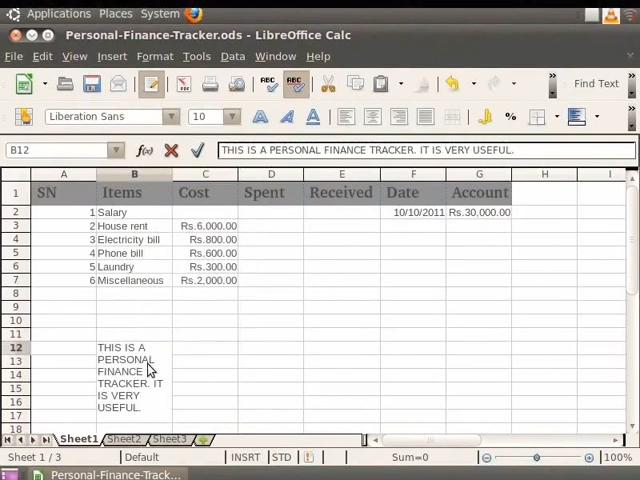 Applications Places System
Personal-Finance-Tracker.ods - LibreOffice Calc
File Edit View Insert Format Tools Data Window Help
ABC ABC » » Find Text
Liberation Sans 10 A A A % » »
B12 f(x) THIS IS A PERSONAL FINANCE TRACKER. IT IS VERY USEFUL.
A B C D E F G H I
1 SN Items Cost Spent Received Date Account
2 1 Salary 10/10/2011 Rs.30,000.00
3 2 House rent Rs.6,000.00
4 3 Electricity bill Rs.800.00
5 4 Phone bill Rs.600.00
6 5 Laundry Rs.300.00
7 6 Miscellaneous Rs.2,000.00
8
9
10
11
12 THIS IS A
13 PERSONAL
14 FINANCE
15 TRACKER. IT
16 IS VERY
17 USEFUL.
18
Sheet1 Sheet2 Sheet3
Sheet 1 / 3 Default INSRT STD Sum=0 100%
Personal-Finance-Track...